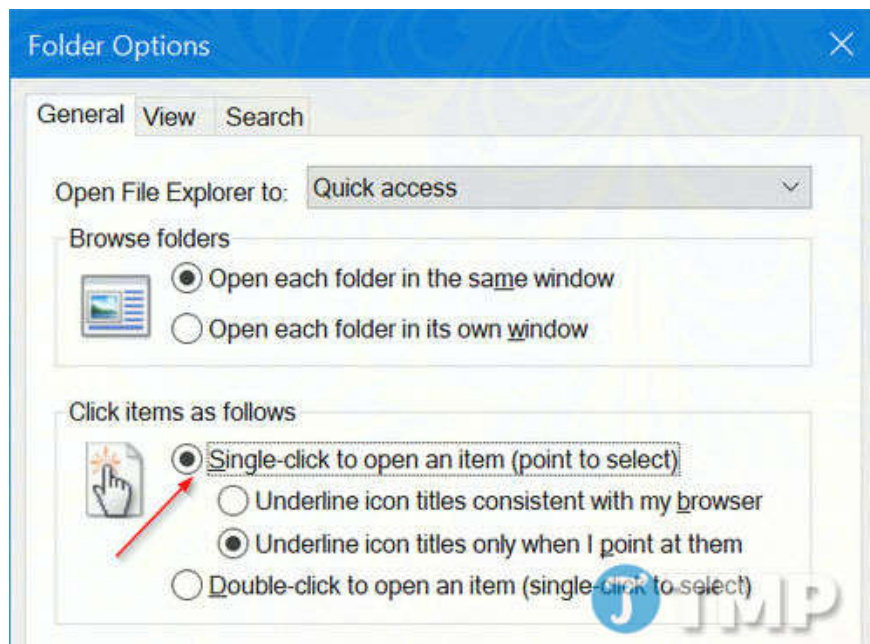 Folder Options
General View Search
Open File Explorer to: Quick access
Browse folders
Open each folder in the same window
Open each folder in its own window
Click items as follows
Single-click to open an item (point to select)
Underline icon titles consistent with my browser
Underline icon titles only when I point at them
Double-click to open an item (single-click to select)
TMP